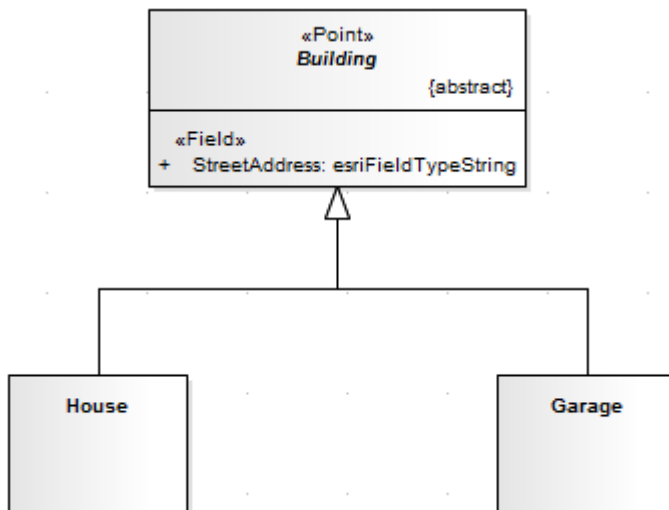 «Point»
Building
{abstract}
«Field»
+ StreetAddress: esriFieldTypeString
House
Garage